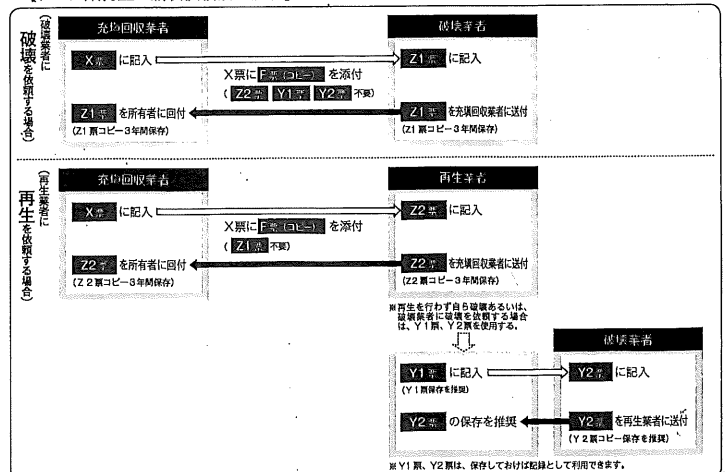 (破壊業者に
破壊を依頼する場合)
充填回収業者
破壊業者
X票 に記入
Z1票 に記入
X票に F票(コピー) を添付
( Z2票 Y1票 Y2票 不要)
Z1票 を所有者に回付
Z1票 を充填回収業者に送付
(Z1票コピー3年間保存)
(Z1票コピー3年間保存)
(再生業者に
再生を依頼する場合)
充填回収業者
再生業者
X票 に記入
Z2票 に記入
X票に F票(コピー) を添付
( Z1票 不要)
Z2票 を所有者に回付
Z2票 を充填回収業者に送付
(Z2票コピー3年間保存)
(Z2票コピー3年間保存)
※再生を行わず自ら破壊あるいは、
破壊業者に破壊を依頼する場合
は、Y1票、Y2票を使用する。
破壊業者
Y1票 に記入
Y2票 に記入
(Y1票保存を推奨)
Y2票 の保存を推奨
Y2票 を再生業者に送付
(Y2票コピー保存を推奨)
※Y1票、Y2票は、保存しておけば記録として利用できます。